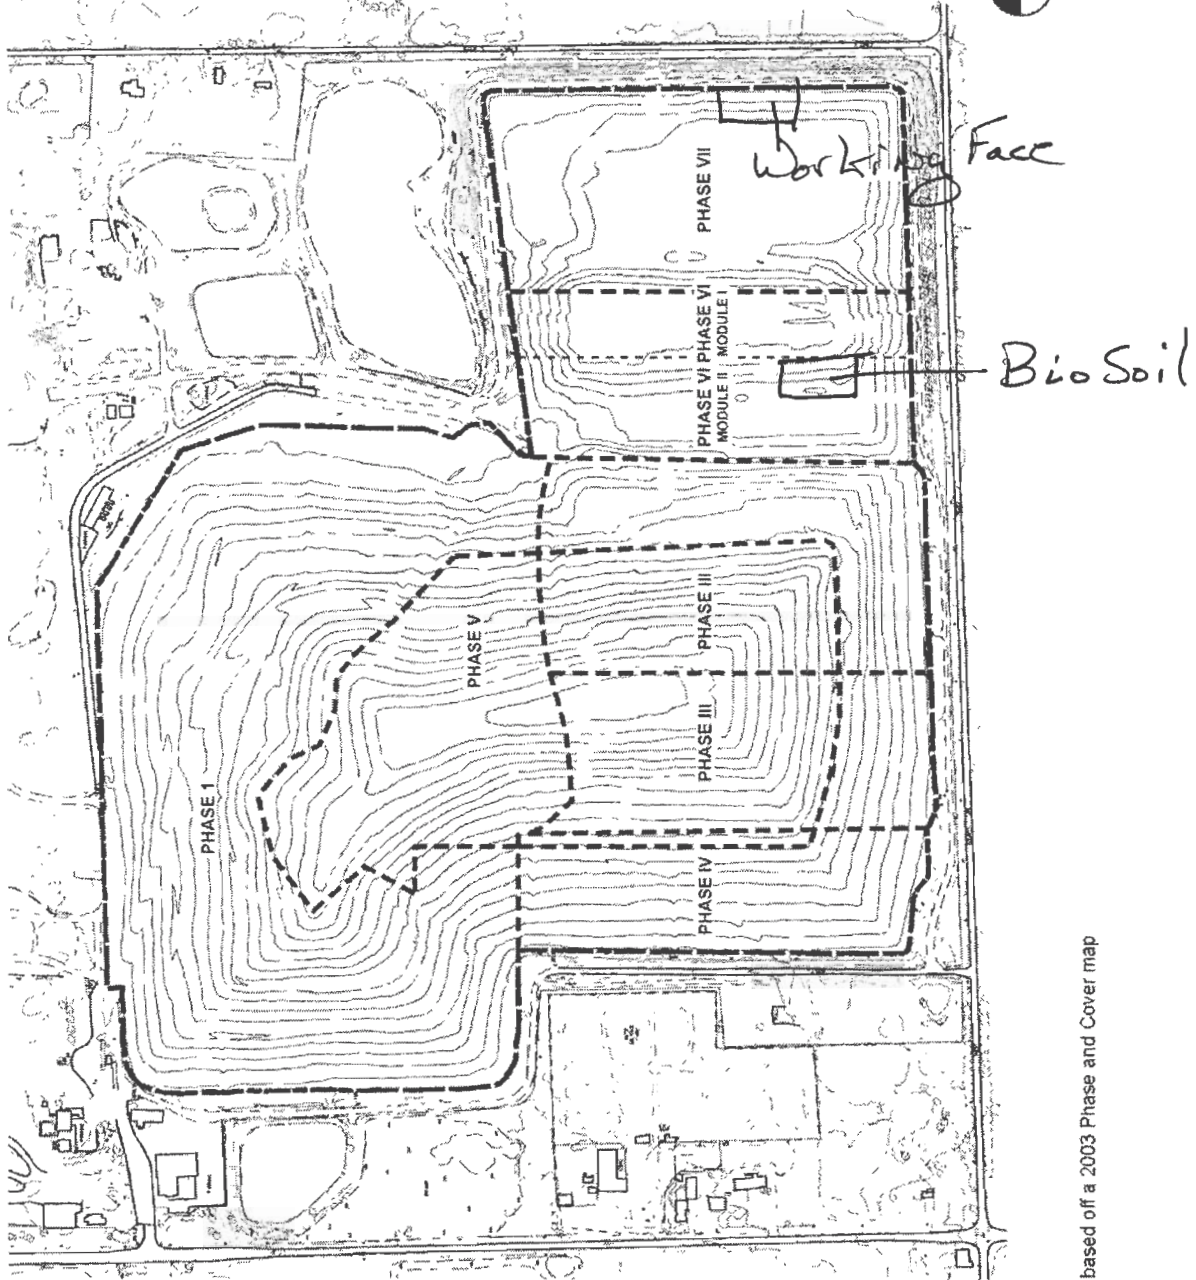 PHASE VII
Working Face
PHASE VI
MODULE I
PHASE VI
MODULE II
Bio Soil
PHASE III
PHASE V
PHASE III
PHASE 1
PHASE IV
based off a 2003 Phase and Cover map